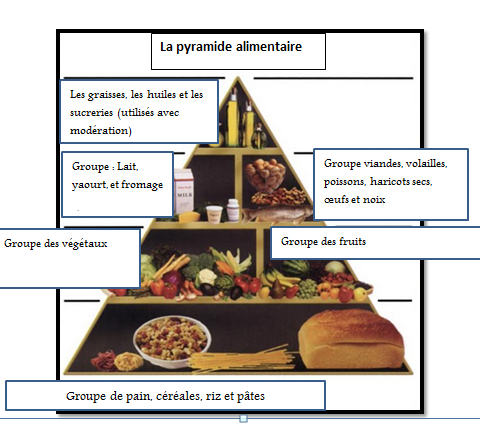 La pyramide alimentaire
Les graisses, les huiles et les
sucreries (utilisés avec
modération)
Groupe : Lait,
yaourt, et fromage
Groupe viandes, volailles,
poissons, haricots secs,
œufs et noix
Groupe des végétaux
Groupe des fruits
MILK
Groupe de pain, céréales, riz et pâtes